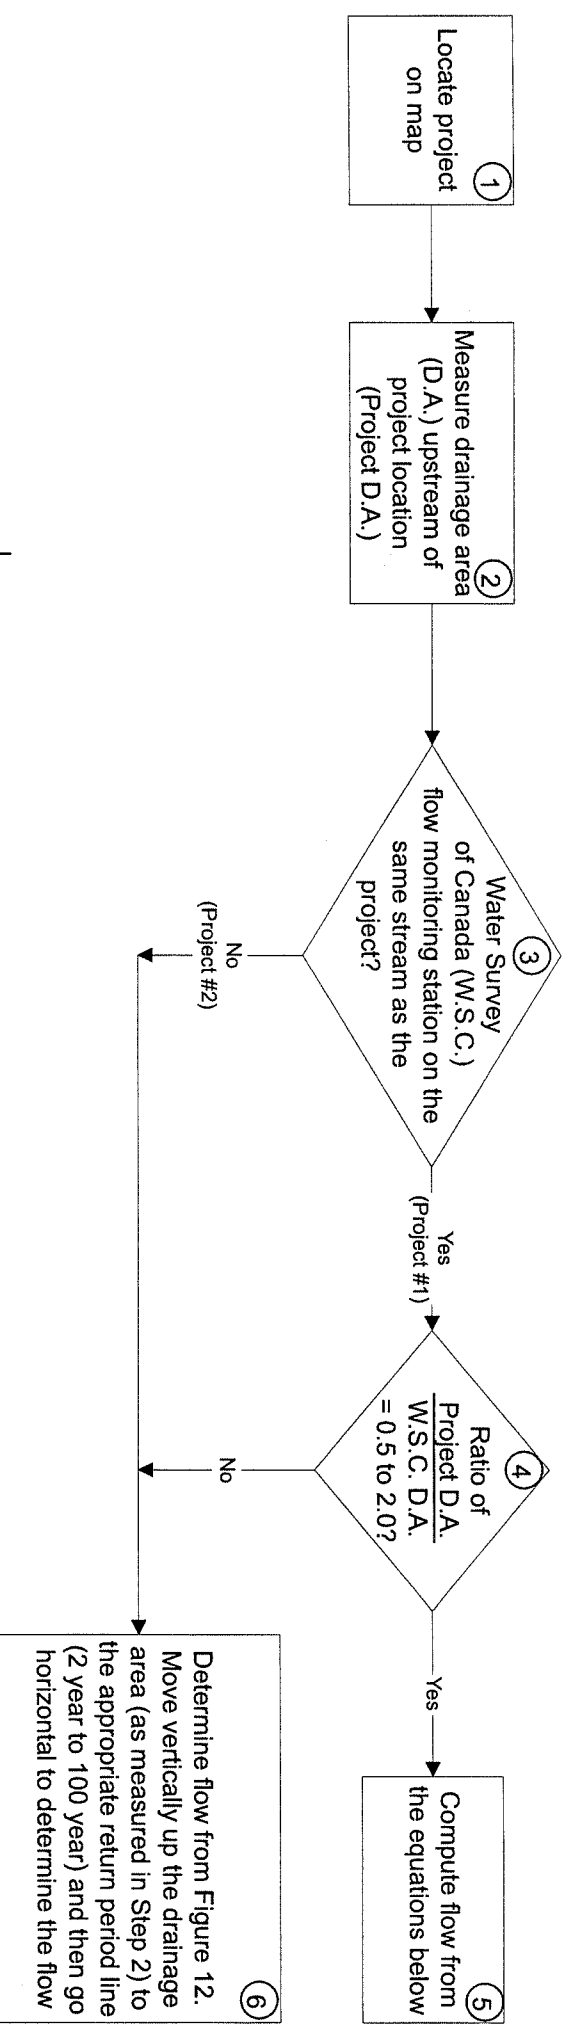 1
Locate project
on map
2
Measure drainage area
(D.A.) upstream of
project location
(Project D.A.)
3
Water Survey
of Canada (W.S.C.)
flow monitoring station on the
same stream as the
project?
No
(Project #2)
Yes
(Project #1)
4
Ratio of
Project D.A.
W.S.C. D.A.
= 0.5 to 2.0?
No
Yes
5
Compute flow from
the equations below
6
Determine flow from Figure 12.
Move vertically up the drainage
area (as measured in Step 2) to
the appropriate return period line
(2 year to 100 year) and then go
horizontal to determine the flow